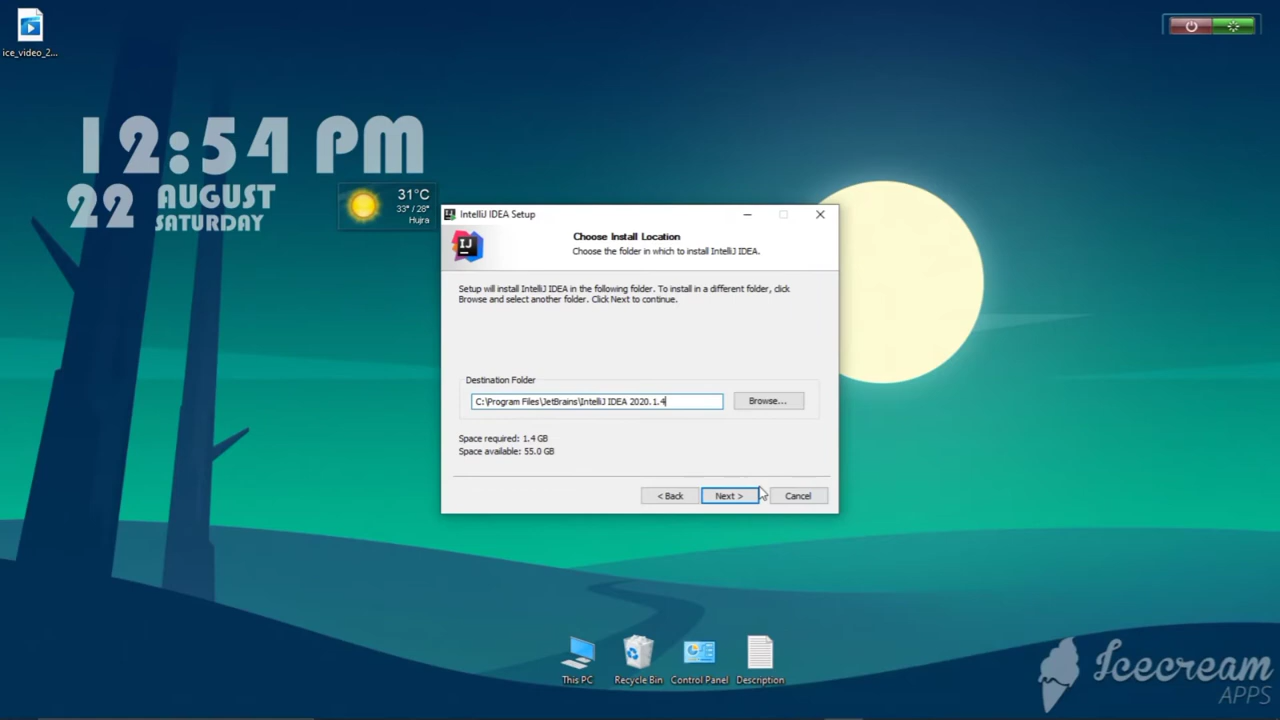 ice_video_2...
12:54 PM
22 AUGUST
SATURDAY
31°C
33° / 28°
Hujra
IntelliJ IDEA Setup
IJ
Choose Install Location
Choose the folder in which to install IntelliJ IDEA.
Setup will install IntelliJ IDEA in the following folder. To install in a different folder, click
Browse and select another folder. Click Next to continue.
Destination Folder
C:\Program Files\JetBrains\IntelliJ IDEA 2020.1.4
Browse...
Space required: 1.4 GB
Space available: 55.0 GB
< Back
Next >
Cancel
This PC
Recycle Bin
Control Panel
Description
Icecream
APPS